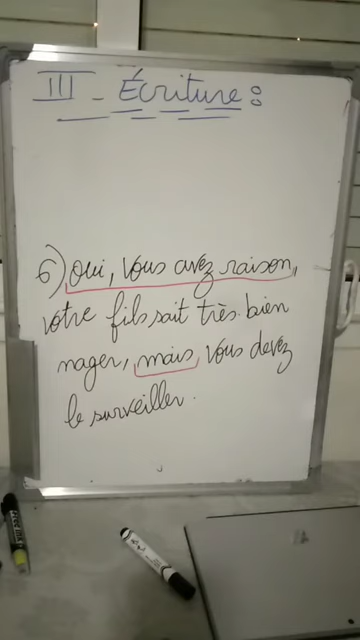 III - Écriture :
6) Oui, vous avez raison,
votre fils sait très bien
nager, mais vous devez
le surveiller.